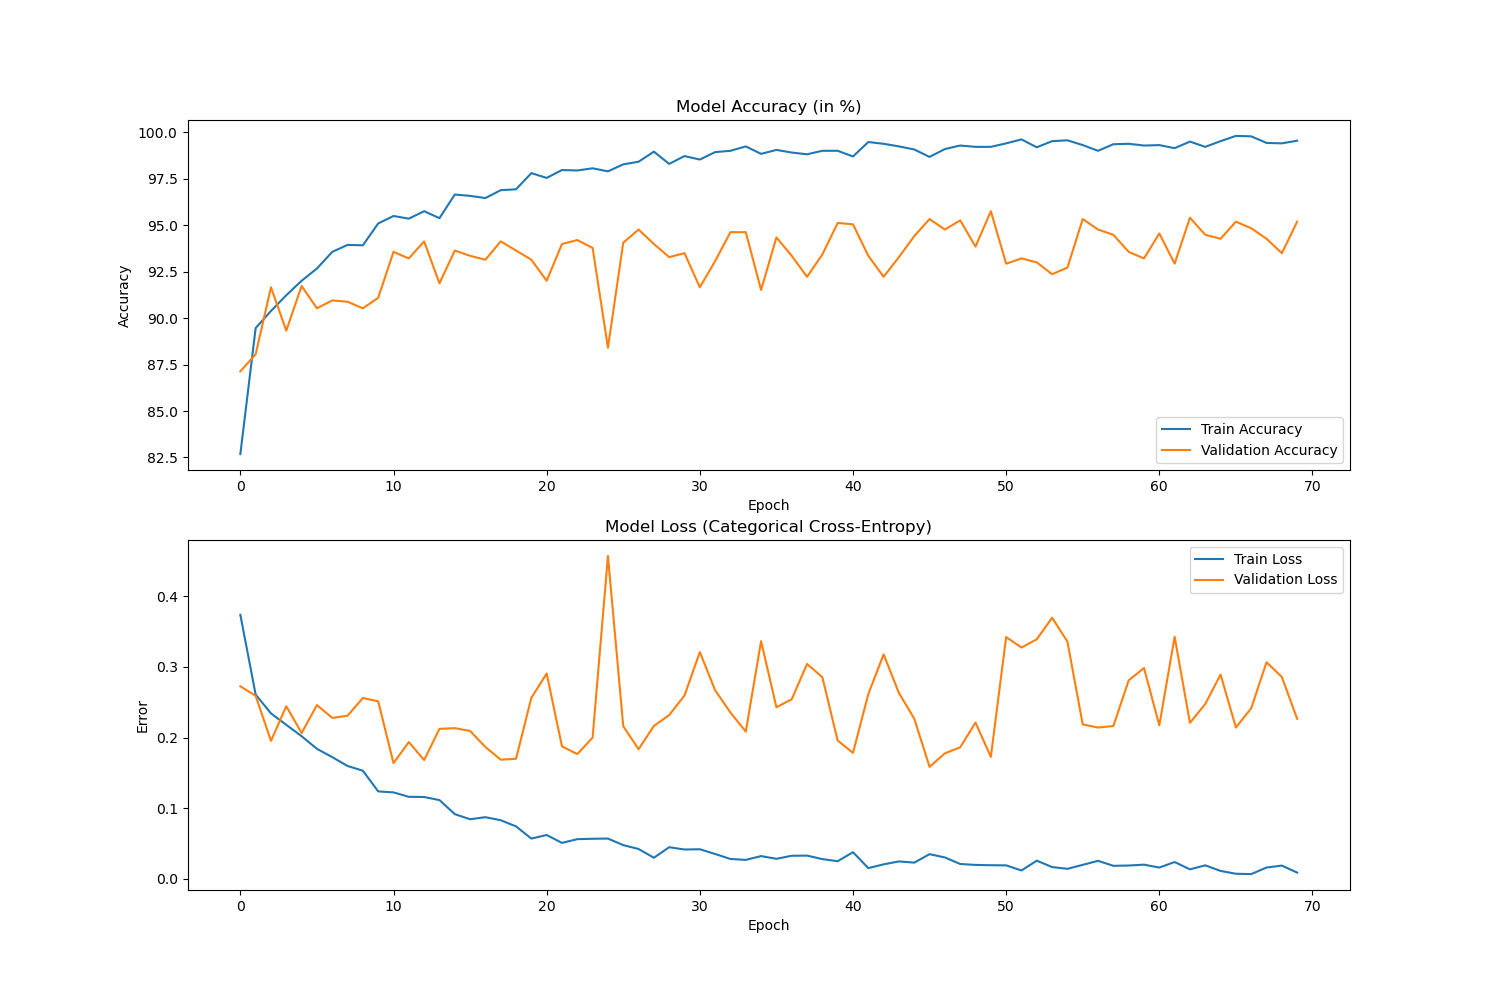 Model Accuracy (in %)
100.0
97.5
95.0
92.5
90.0
87.5
85.0
82.5
Accuracy
Train Accuracy
Validation Accuracy
0 10 20 30 40 50 60 70
Epoch
Model Loss (Categorical Cross-Entropy)
Train Loss
Validation Loss
0.4
0.3
0.2
0.1
0.0
Error
0 10 20 30 40 50 60 70
Epoch